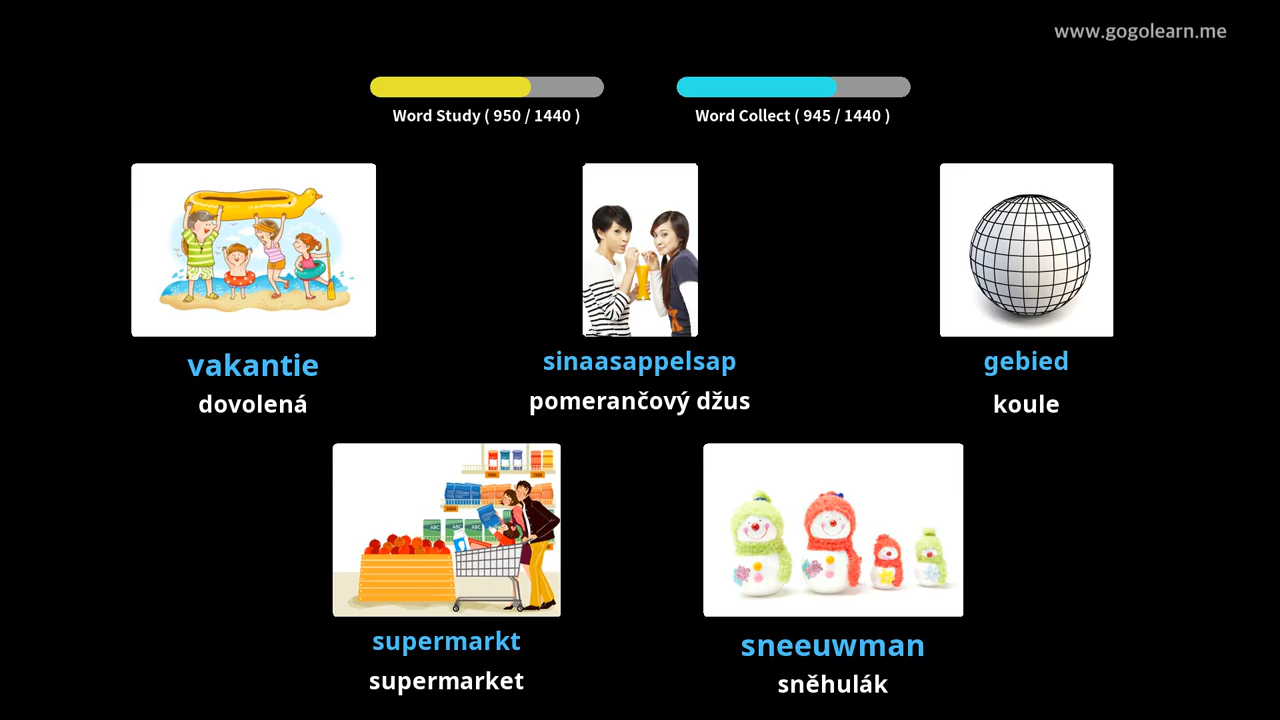 www.gogolearn.me
Word Study ( 950 / 1440 )
Word Collect ( 945 / 1440 )
vakantie
dovolená
sinaasappelsap
pomerančový džus
gebied
koule
supermarkt
supermarket
sneeuwman
sněhulák